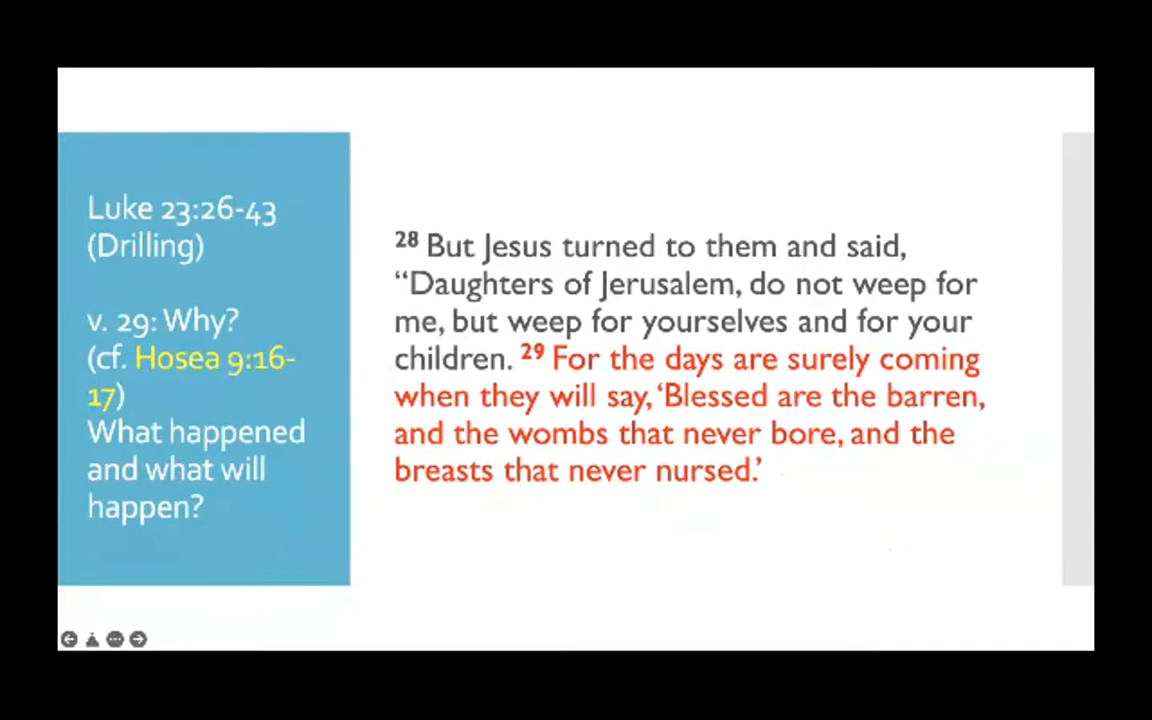 Luke 23:26-43
(Drilling)
v. 29: Why?
(cf. Hosea 9:16-
17)
What happened
and what will
happen?
28 But Jesus turned to them and said,
“Daughters of Jerusalem, do not weep for
me, but weep for yourselves and for your
children. 29 For the days are surely coming
when they will say, ‘Blessed are the barren,
and the wombs that never bore, and the
breasts that never nursed.’